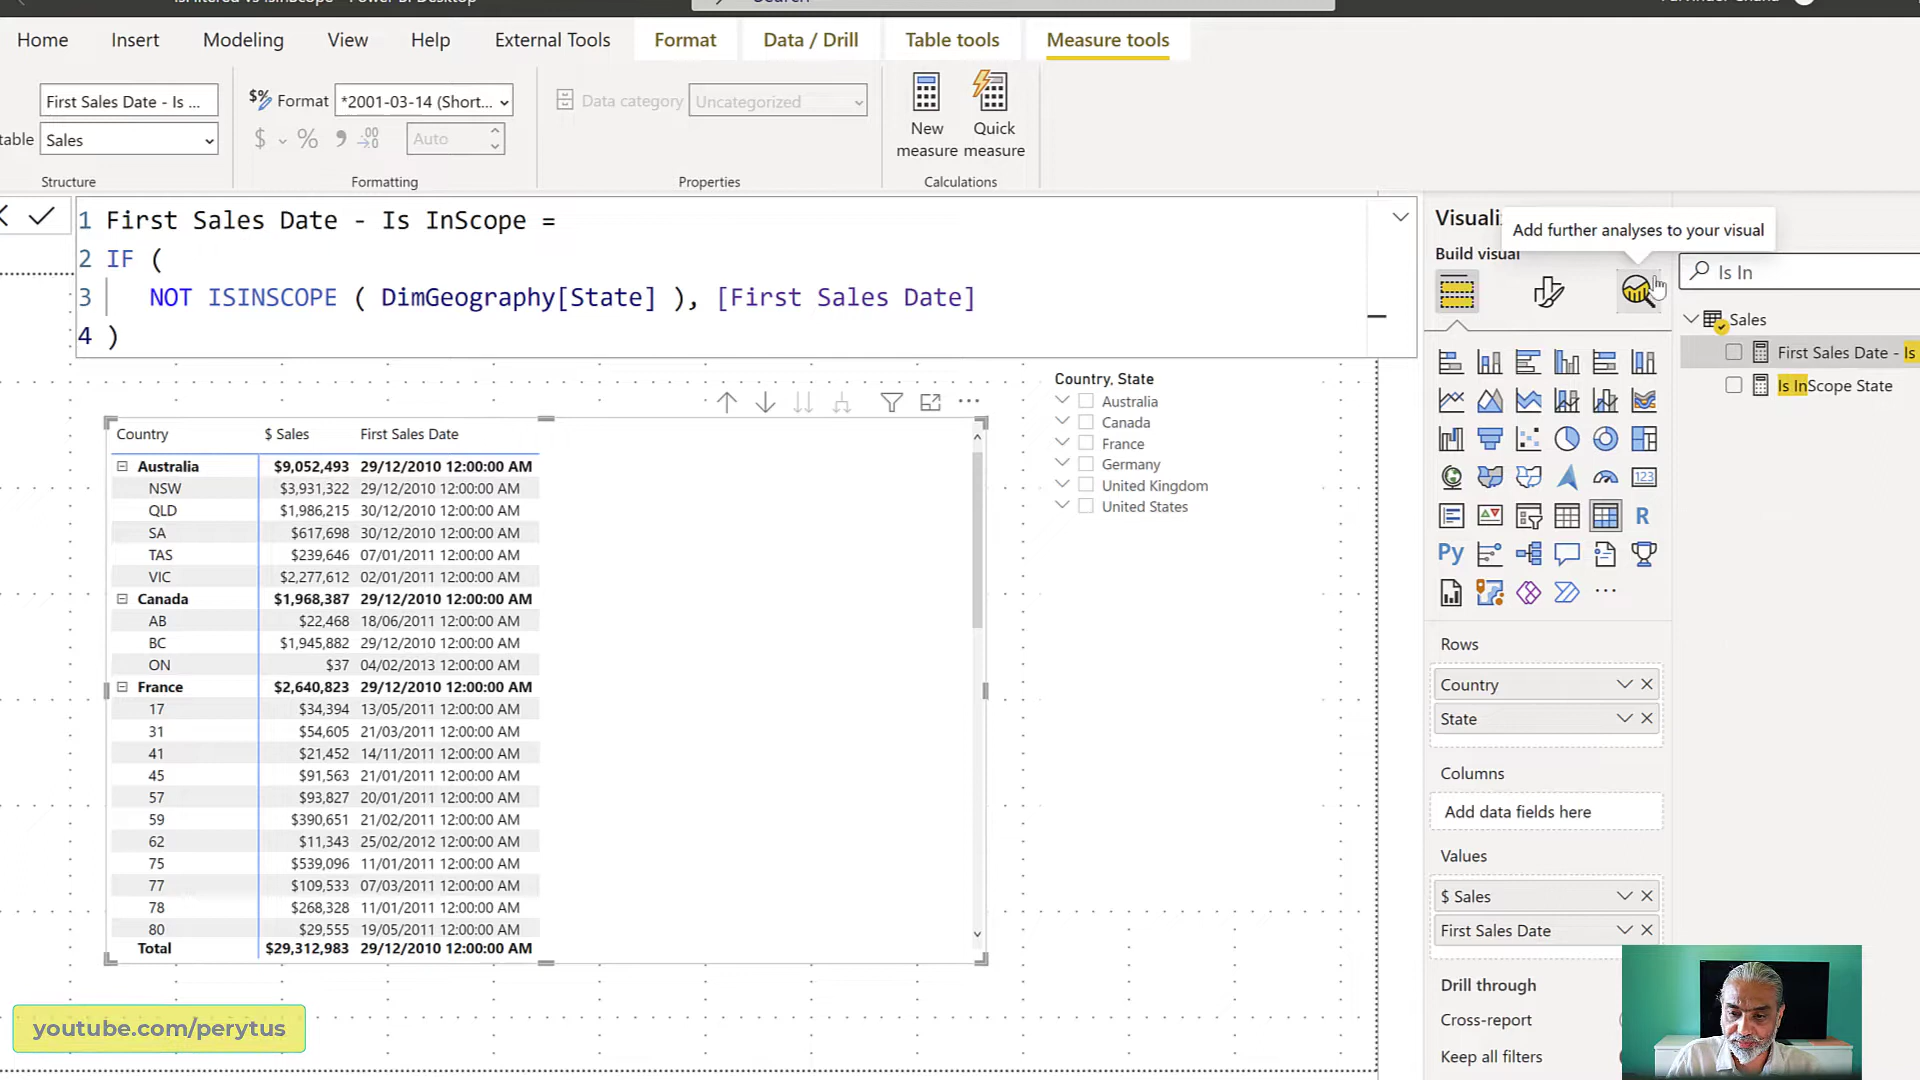 Home Insert Modeling View Help External Tools Format Data / Drill Table tools Measure tools
First Sales Date - Is ...
Format *2001-03-14 (Short...
Data category Uncategorized
table Sales
$ % Auto
New measure
Quick measure
Structure Formatting Properties Calculations
1 First Sales Date - Is InScope =
2 IF (
3 NOT ISINSCOPE ( DimGeography[State] ), [First Sales Date]
4 )
Country $ Sales First Sales Date
Australia $9,052,493 29/12/2010 12:00:00 AM
NSW $3,931,322 29/12/2010 12:00:00 AM
QLD $1,986,215 30/12/2010 12:00:00 AM
SA $617,698 30/12/2010 12:00:00 AM
TAS $239,646 07/01/2011 12:00:00 AM
VIC $2,277,612 02/01/2011 12:00:00 AM
Canada $1,968,387 29/12/2010 12:00:00 AM
AB $22,468 18/06/2011 12:00:00 AM
BC $1,945,882 29/12/2010 12:00:00 AM
ON $37 04/02/2013 12:00:00 AM
France $2,640,823 29/12/2010 12:00:00 AM
17 $34,394 13/05/2011 12:00:00 AM
31 $54,605 21/03/2011 12:00:00 AM
41 $21,452 14/11/2011 12:00:00 AM
45 $91,563 21/01/2011 12:00:00 AM
57 $93,827 20/01/2011 12:00:00 AM
59 $390,651 21/02/2011 12:00:00 AM
62 $11,343 25/02/2012 12:00:00 AM
75 $539,096 11/01/2011 12:00:00 AM
77 $109,533 07/03/2011 12:00:00 AM
78 $268,328 11/01/2011 12:00:00 AM
80 $29,555 19/05/2011 12:00:00 AM
Total $29,312,983 29/12/2010 12:00:00 AM
Country, State
Australia
Canada
France
Germany
United Kingdom
United States
Add further analyses to your visual
Build visual
123
R
Py
Rows
Country
State
Columns
Add data fields here
Values
$ Sales
First Sales Date
Drill through
Cross-report
Keep all filters
Is In
Sales
First Sales Date - Is
Is InScope State
youtube.com/perytus